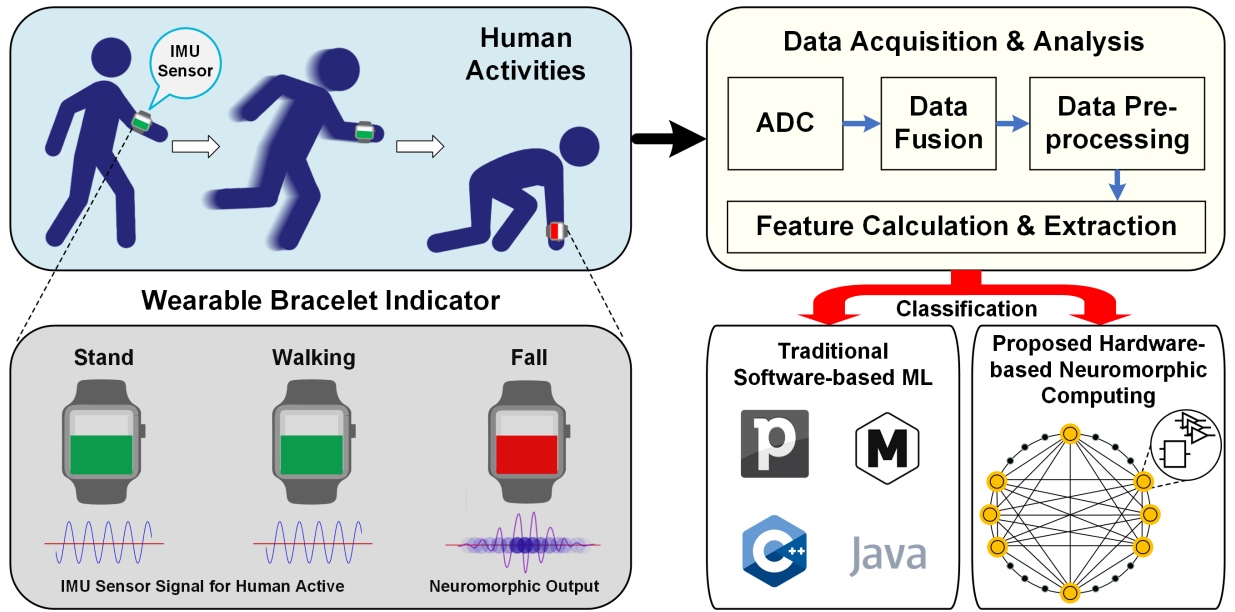 IMU
Sensor
Human
Activities
Data Acquisition & Analysis
ADC
Data
Fusion
Data Pre-
processing
Feature Calculation & Extraction
Wearable Bracelet Indicator
Stand
Walking
Fall
IMU Sensor Signal for Human Active
Neuromorphic Output
Classification
Traditional
Software-based ML
p
M
C++
Java
Proposed Hardware-
based Neuromorphic
Computing